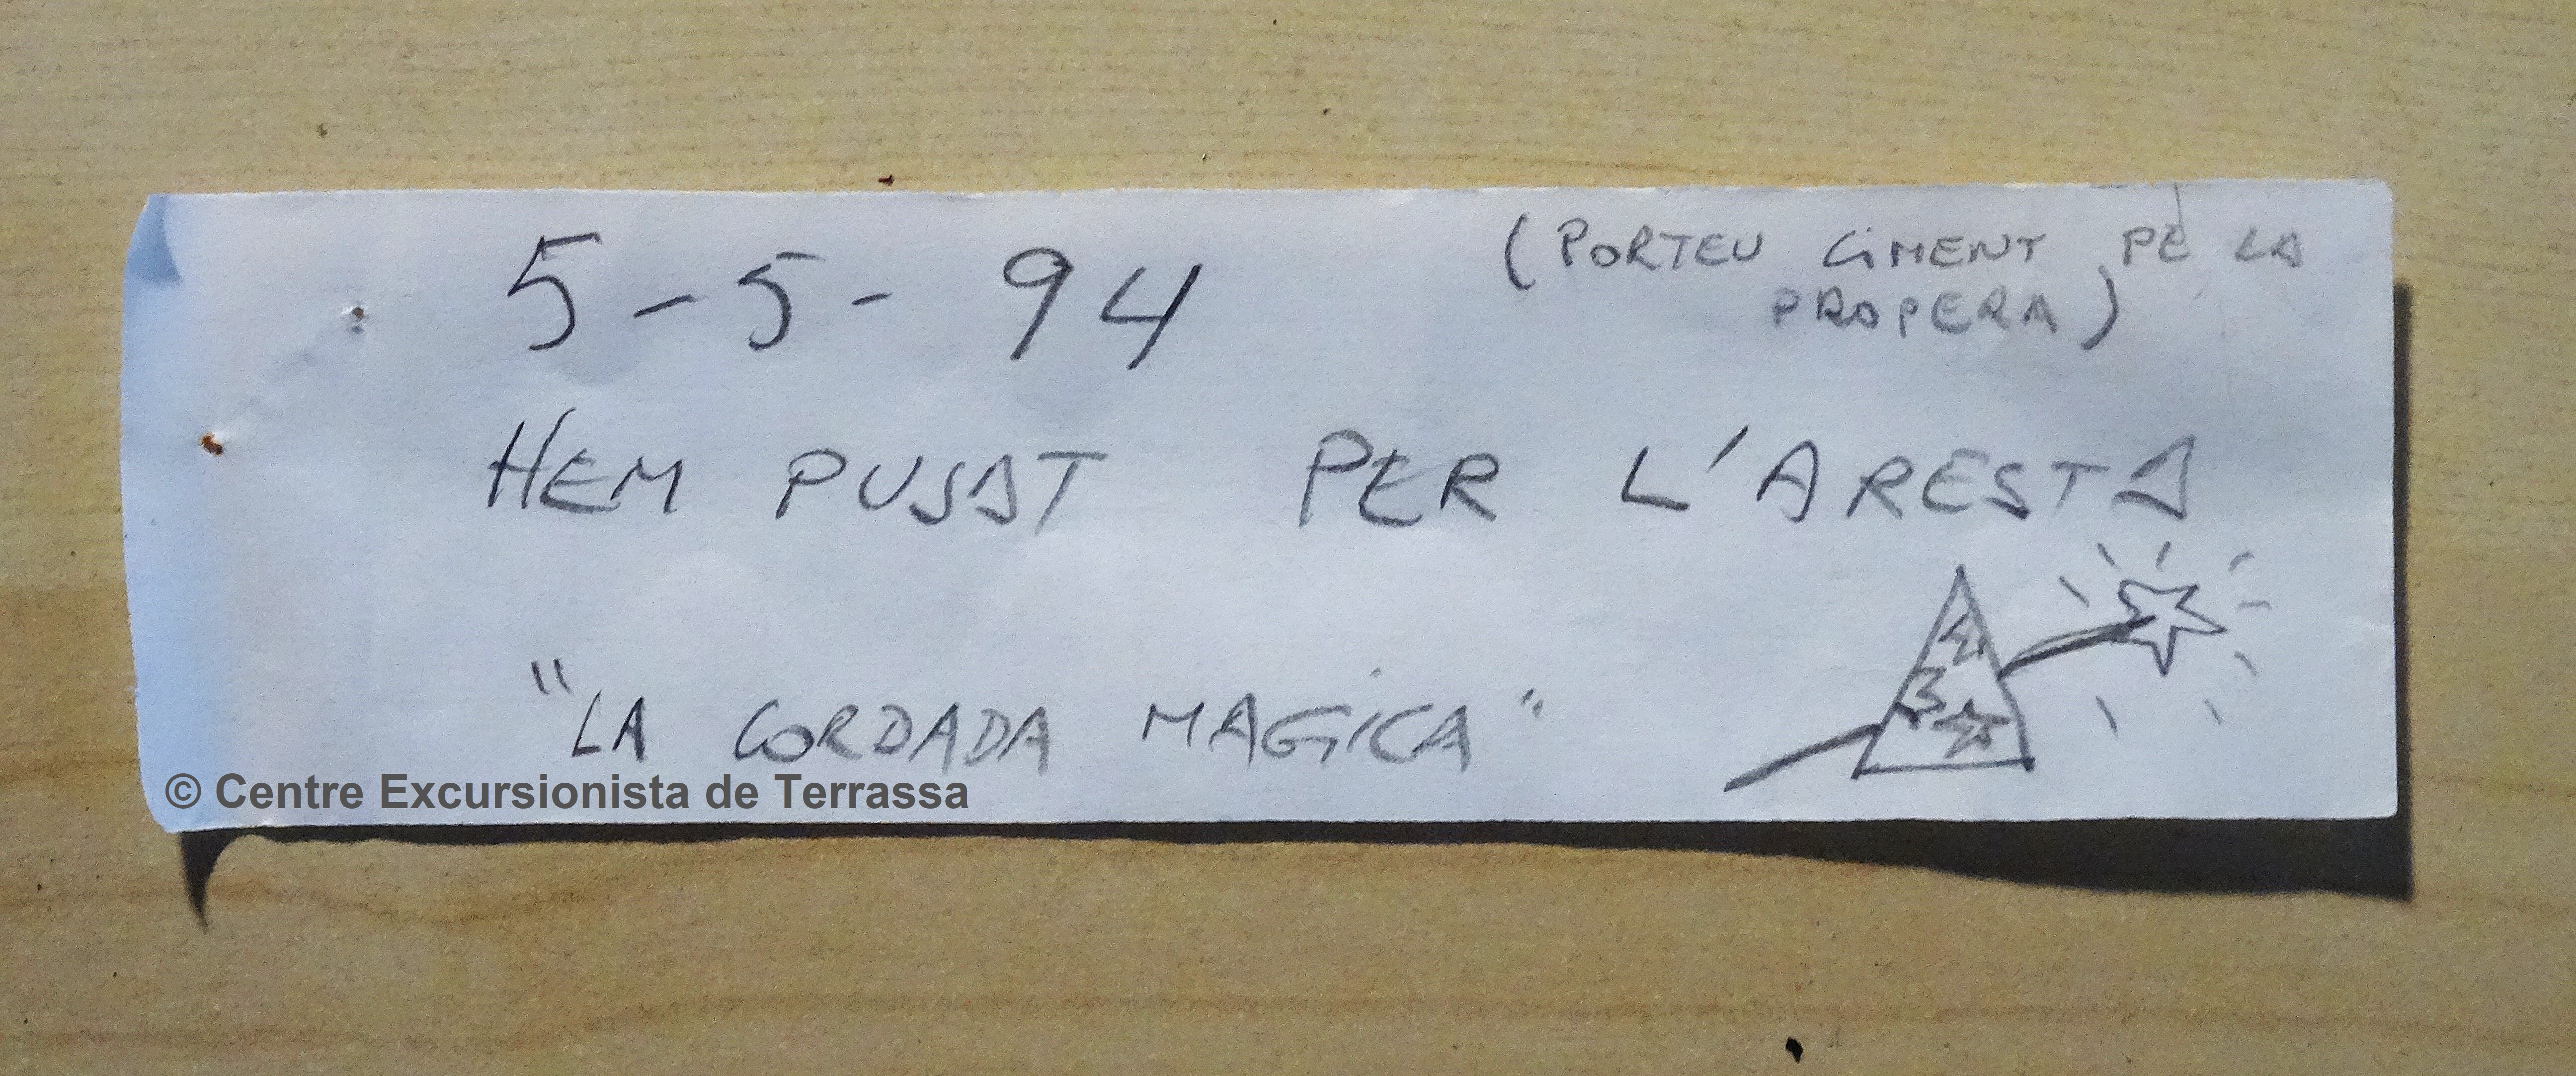 5-5-94
(PORTEU CIMENT PE LA
PROPERA)
HEM PUJAT PER L'ARESTA
"LA CORDADA MAGICA"
© Centre Excursionista de Terrassa